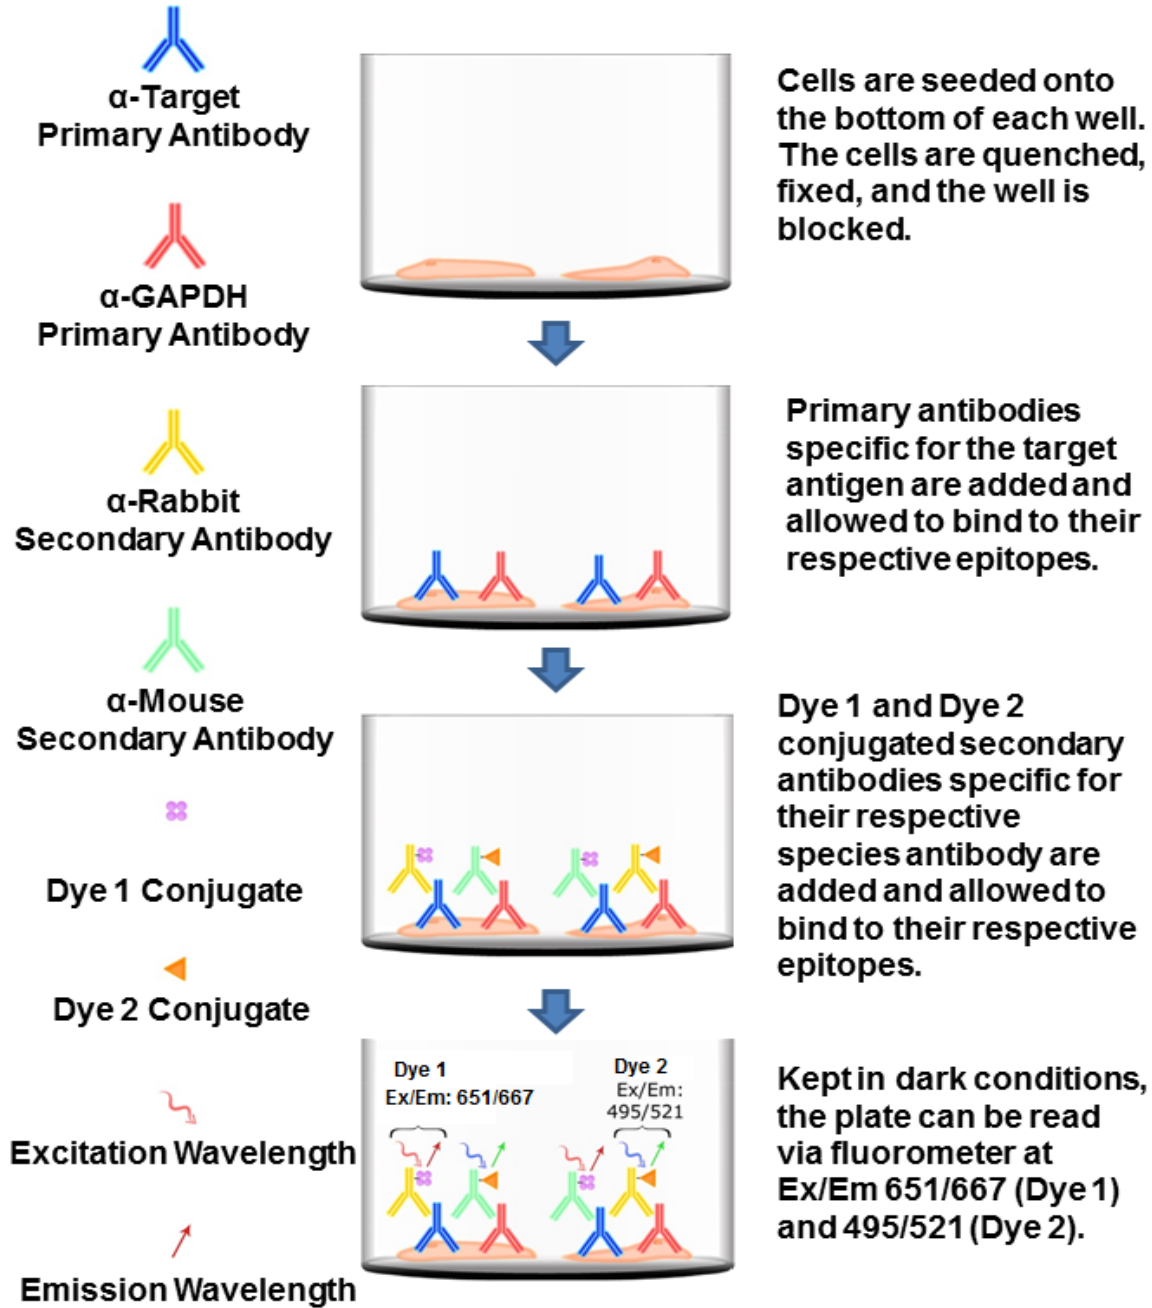 α-Target
Primary Antibody
α-GAPDH
Primary Antibody
α-Rabbit
Secondary Antibody
α-Mouse
Secondary Antibody
Dye 1 Conjugate
Dye 2 Conjugate
Excitation Wavelength
Emission Wavelength
Cells are seeded onto
the bottom of each well.
The cells are quenched,
fixed, and the well is
blocked.
Primary antibodies
specific for the target
antigen are added and
allowed to bind to their
respective epitopes.
Dye 1 and Dye 2
conjugated secondary
antibodies specific for
their respective
species antibody are
added and allowed to
bind to their respective
epitopes.
Dye 1
Ex/Em: 651/667
Dye 2
Ex/Em:
495/521
Kept in dark conditions,
the plate can be read
via fluorometer at
Ex/Em 651/667 (Dye 1)
and 495/521 (Dye 2).